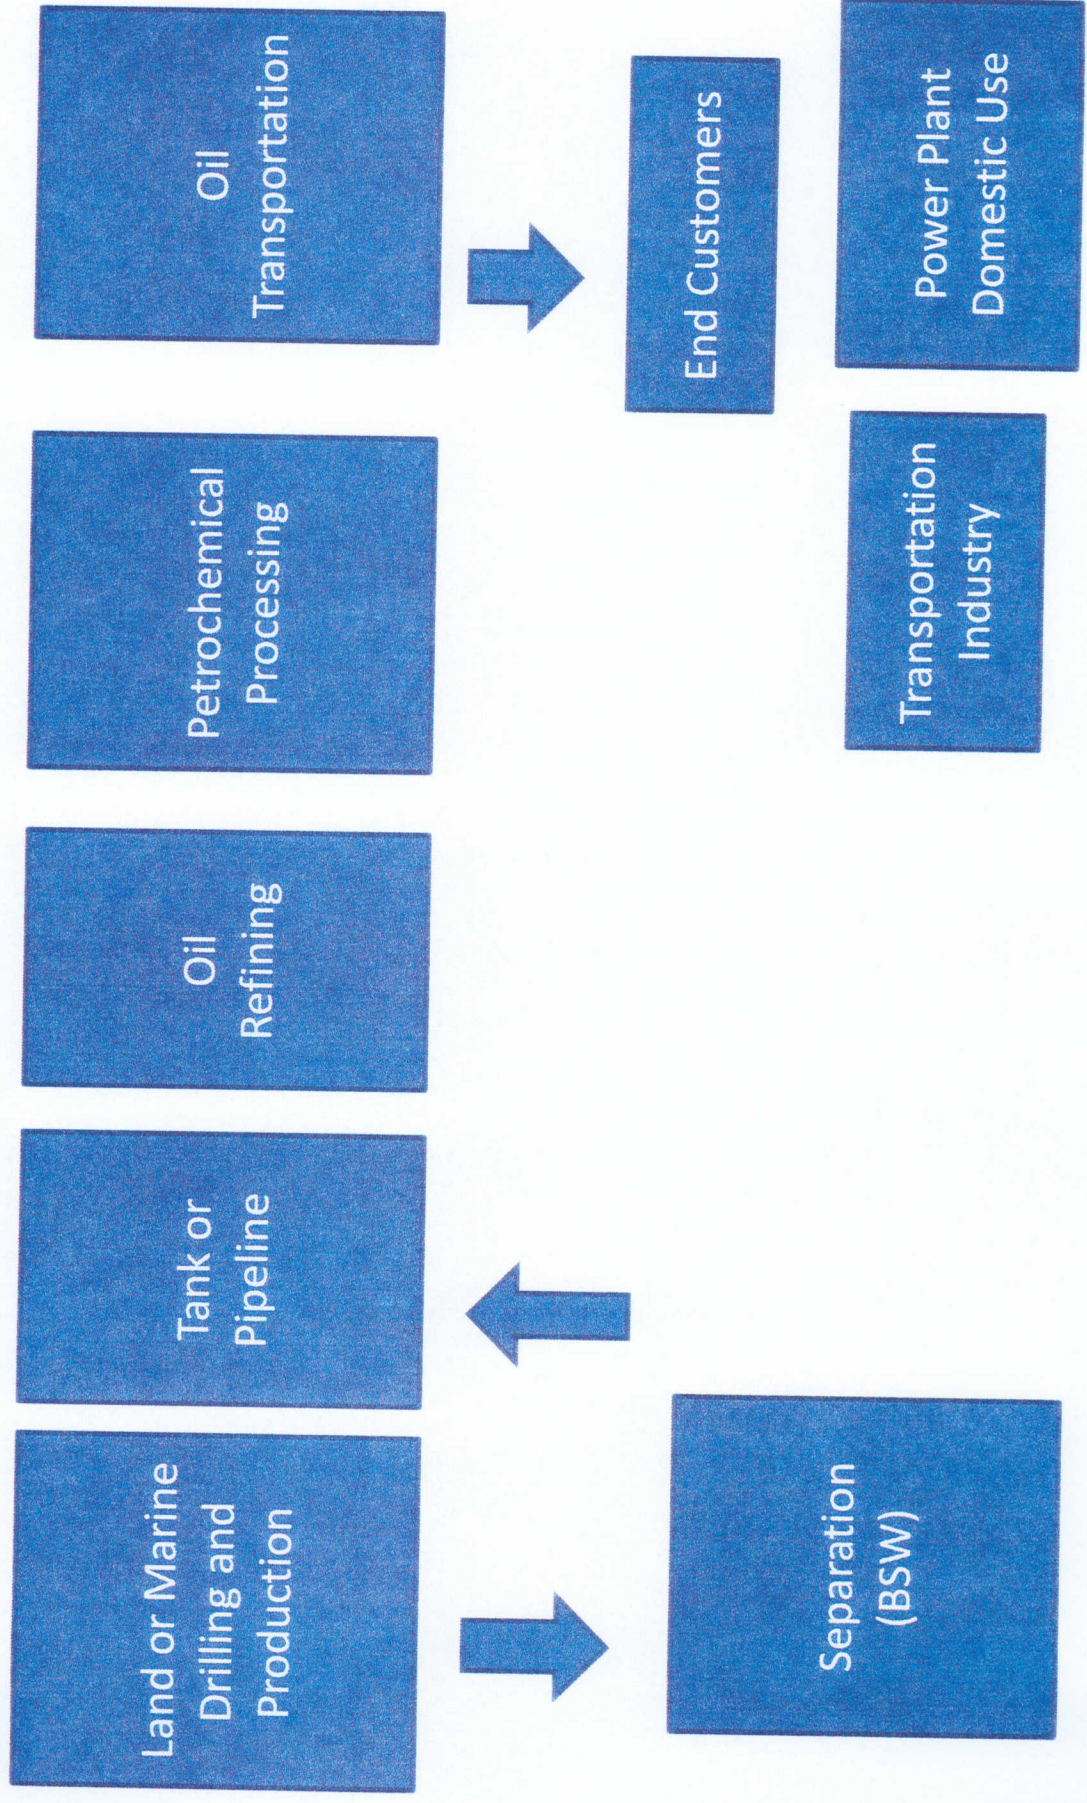 Land or Marine
Drilling and
Production
Tank or
Pipeline
Oil
Refining
Petrochemical
Processing
Oil
Transportation
Separation
(BSW)
End Customers
Transportation
Industry
Power Plant
Domestic Use